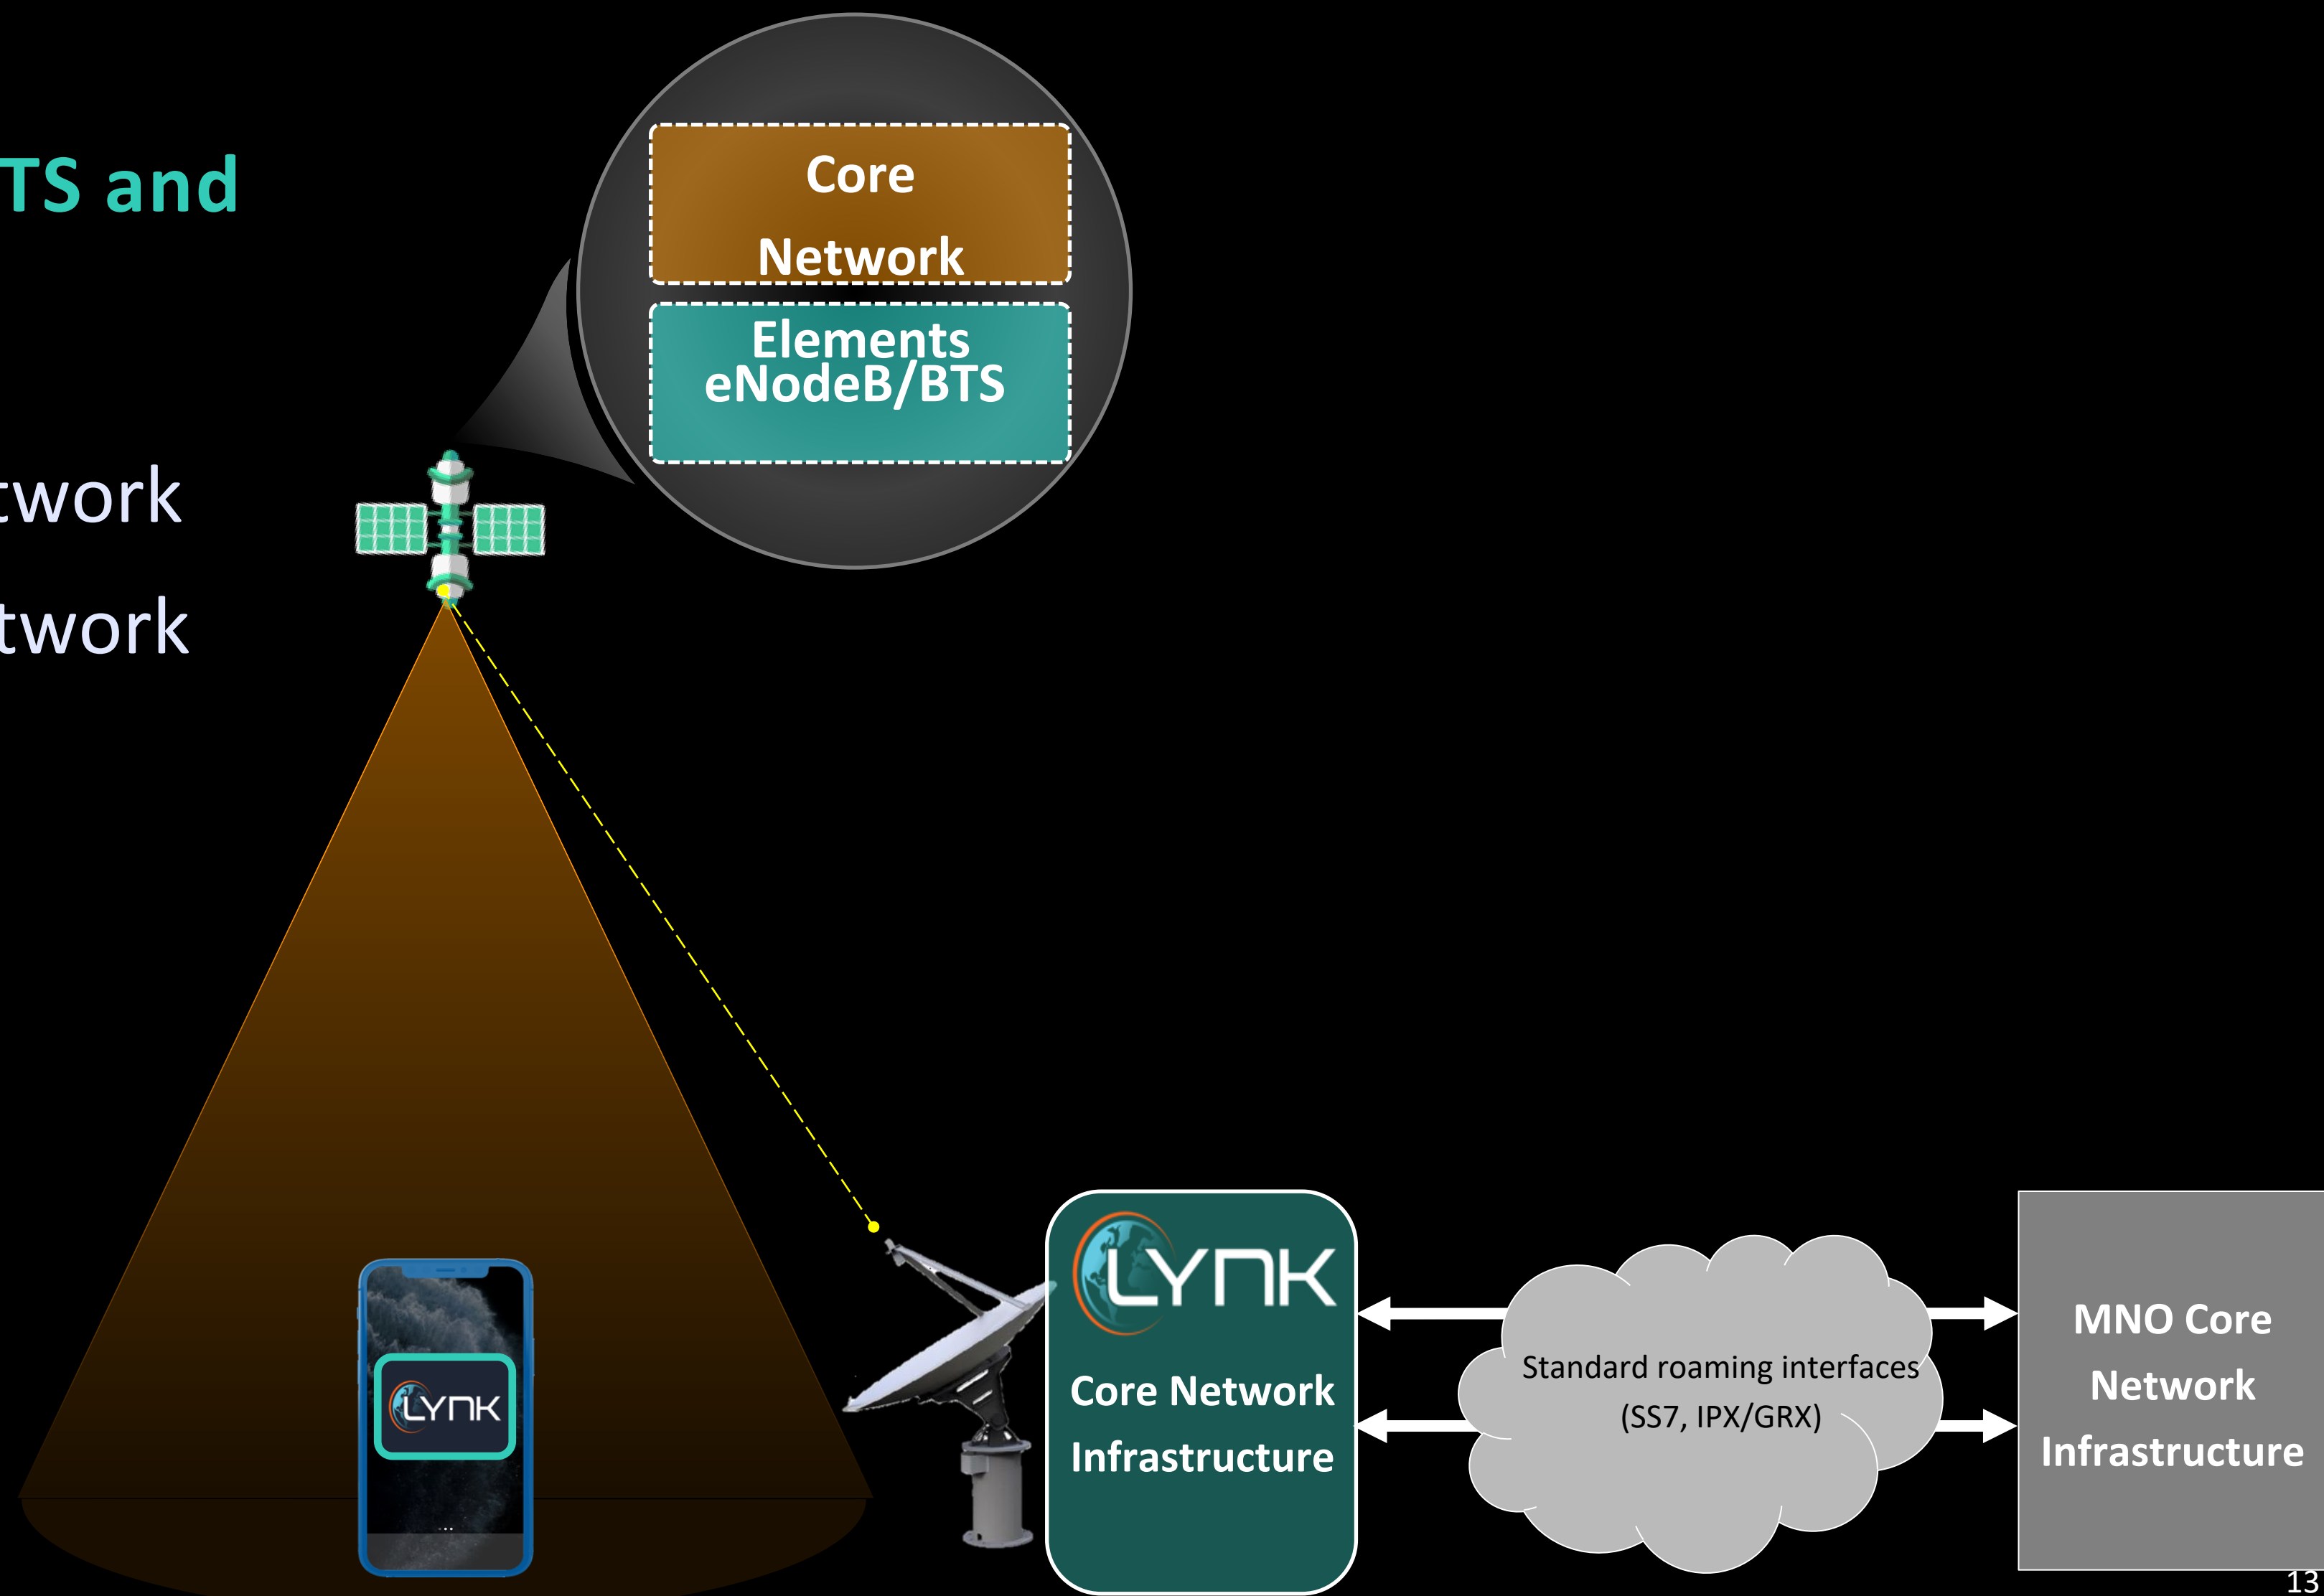 TS and
twork
twork
Core
Network
Elements
eNodeB/BTS
LYNK
LYNK
Core Network
Infrastructure
Standard roaming interfaces
(SS7, IPX/GRX)
MNO Core
Network
Infrastructure
13